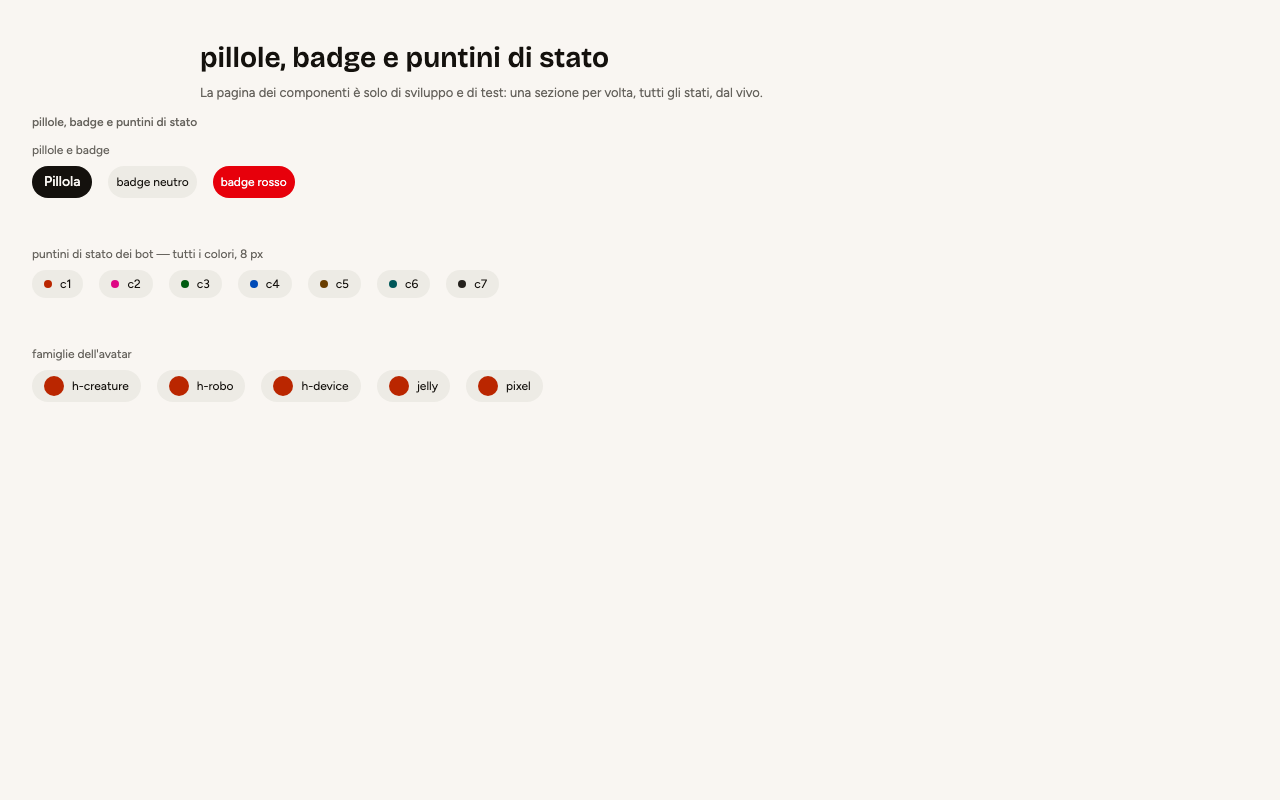 pillole, badge e puntini di stato
La pagina dei componenti è solo di sviluppo e di test: una sezione per volta, tutti gli stati, dal vivo.
pillole, badge e puntini di stato
pillole e badge
Pillola badge neutro badge rosso
puntini di stato dei bot — tutti i colori, 8 px
c1 c2 c3 c4 c5 c6 c7
famiglie dell'avatar
h-creature h-robo h-device jelly pixel